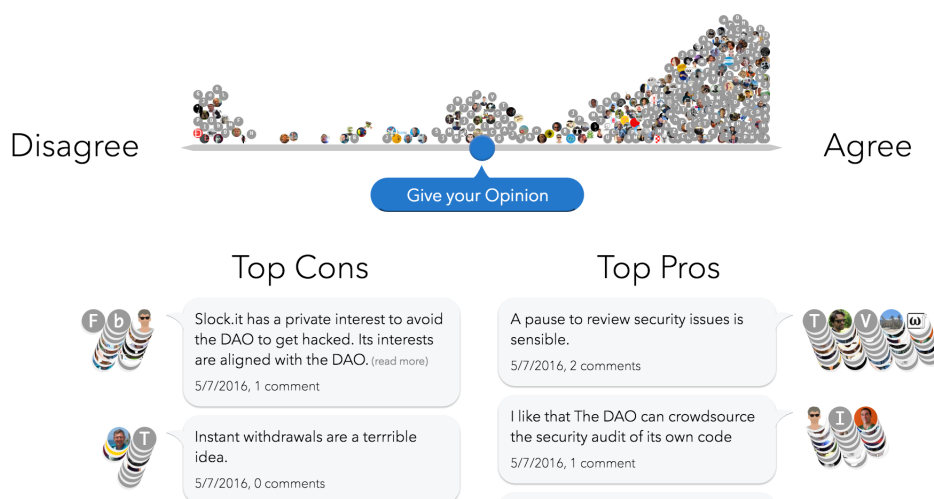 Disagree
Agree
Give your Opinion
Top Cons
Top Pros
F b
Slock.it has a private interest to avoid
the DAO to get hacked. Its interests
are aligned with the DAO. (read more)
5/7/2016, 1 comment
T
Instant withdrawals are a terrrible
idea.
5/7/2016, 0 comments
A pause to review security issues is
sensible.
5/7/2016, 2 comments
T V ω
I like that The DAO can crowdsource
the security audit of its own code
5/7/2016, 1 comment
I